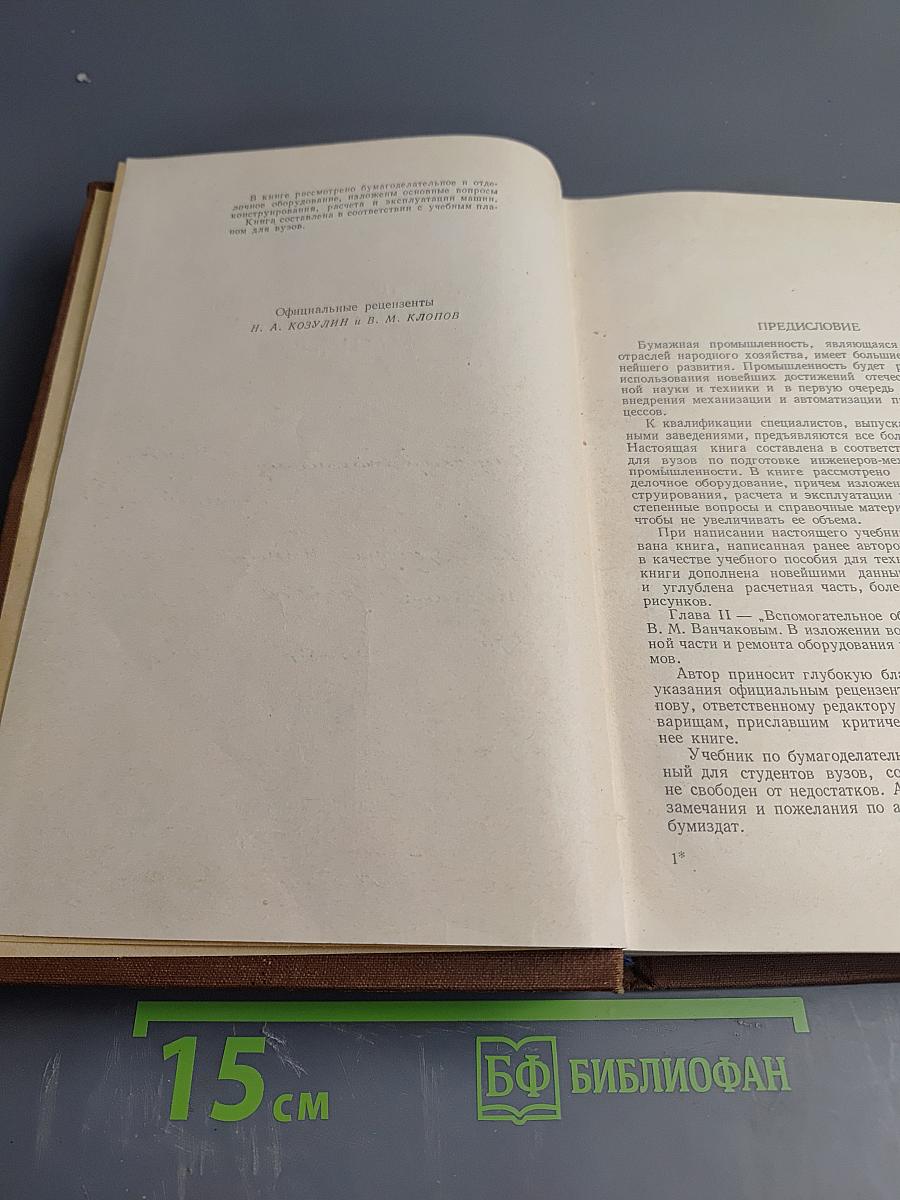 В книге рассмотрено бумагоделательное и отде-
лочное оборудование, изложены основные вопросы
конструирования, расчета и эксплуатации машин.
Книга составлена в соответствии с учебным пла-
ном для вузов.
Официальные рецензенты
Н. А. КОЗУЛИН и В. М. КЛОПОВ
ПРЕДИСЛОВИЕ
Бумажная промышленность, являющаяся
отраслей народного хозяйства, имеет большие
нейшего развития. Промышленность будет р
использования новейших достижений отечес
ной науки и техники и в первую очередь
внедрения механизации и автоматизации п
цессов.
К квалификации специалистов, выпуска
ными заведениями, предъявляются все бол
Настоящая книга составлена в соответст
для вузов по подготовке инженеров-мех
промышленности. В книге рассмотрено
делочное оборудование, причем изложен
струирования, расчета и эксплуатации
степенные вопросы и справочные матери
чтобы не увеличивать ее объема.
При написании настоящего учебни
вана книга, написанная ранее авторо
в качестве учебного пособия для техн
книги дополнена новейшими данны
и углублена расчетная часть, боле
рисунков.
Глава II — „Вспомогательное об
В. М. Ванчаковым. В изложении во
ной части и ремонта оборудования
мов.
Автор приносит глубокую бла
указания официальным рецензент
пову, ответственному редактору
варищам, приславшим критиче
нее книге.
Учебник по бумагоделатель
ный для студентов вузов, со
не свободен от недостатков. А
замечания и пожелания по а
бумиздат.
1*
15 см
БФ БИБЛИОФАН